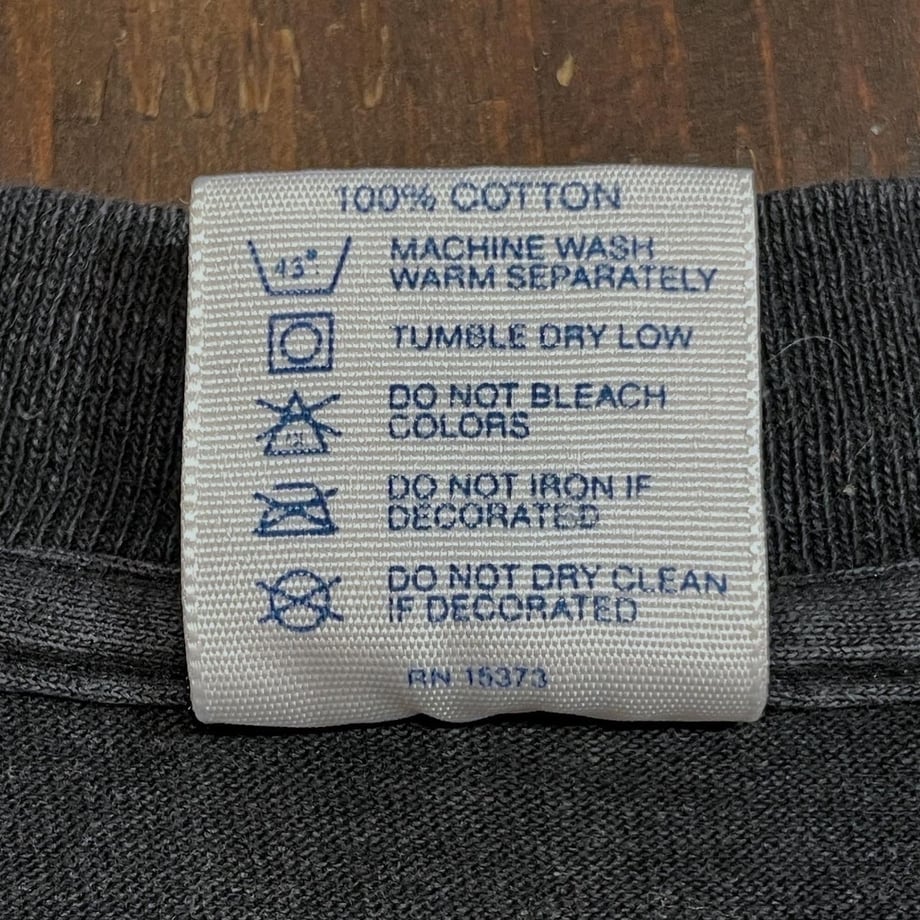 100% COTTON
MACHINE WASH
WARM SEPARATELY
TUMBLE DRY LOW
DO NOT BLEACH
COLORS
DO NOT IRON IF
DECORATED
DO NOT DRY CLEAN
IF DECORATED
RN 15373